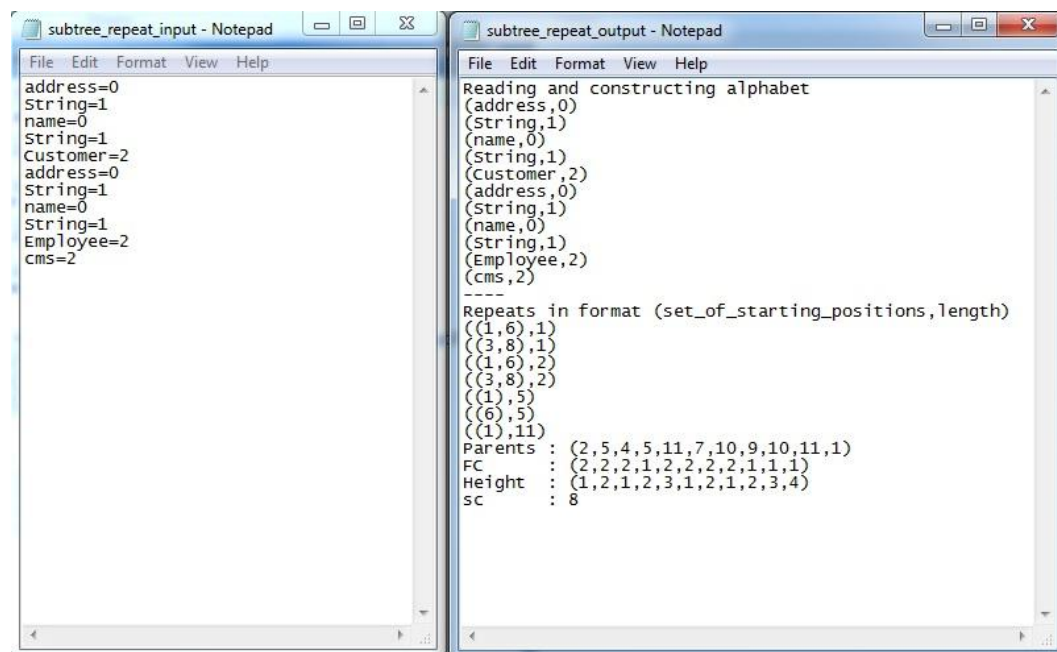 subtree_repeat_input - Notepad
File Edit Format View Help
address=0
String=1
name=0
String=1
Customer=2
address=0
String=1
name=0
String=1
Employee=2
cms=2
subtree_repeat_output - Notepad
File Edit Format View Help
Reading and constructing alphabet
(address,0)
(String,1)
(name,0)
(String,1)
(Customer,2)
(address,0)
(String,1)
(name,0)
(String,1)
(Employee,2)
(cms,2)
----
Repeats in format (set_of_starting_positions,length)
((1,6),1)
((3,8),1)
((1,6),2)
((3,8),2)
((1),5)
((6),5)
((1),11)
Parents : (2,5,4,5,11,7,10,9,10,11,1)
FC : (2,2,2,1,2,2,2,2,1,1,1)
Height : (1,2,1,2,3,1,2,1,2,3,4)
sc : 8